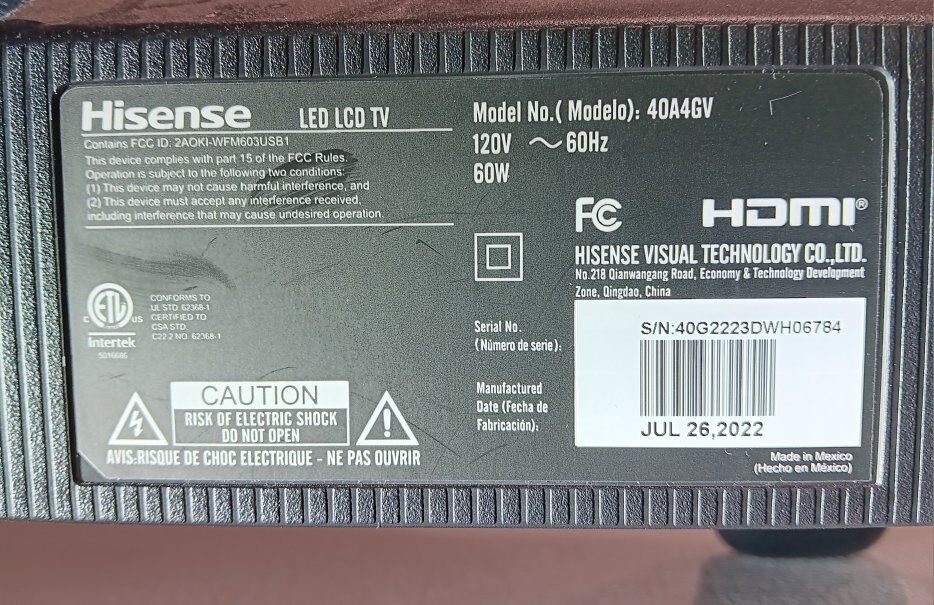 Hisense LED LCD TV
Contains FCC ID: 2AOKI-WFM603USB1
This device complies with part 15 of the FCC Rules.
Operation is subject to the following two conditions:
(1) This device may not cause harmful interference, and
(2) This device must accept any interference received,
including interference that may cause undesired operation.
Model No.( Modelo): 40A4GV
120V ～ 60Hz
60W
FC HDMI®
HISENSE VISUAL TECHNOLOGY CO.,LTD.
No.218 Qianwangang Road, Economy & Technology Development
Zone, Qingdao, China
C ETL US
Intertek
5016686
CONFORMS TO
UL STD. 62368-1
CERTIFIED TO
CSA STD.
C22.2 NO. 62368-1
Serial No.
(Número de serie):
S/N:40G2223DWH06784
Manufactured
Date (Fecha de
Fabricación):
JUL 26,2022
CAUTION
RISK OF ELECTRIC SHOCK
DO NOT OPEN
AVIS:RISQUE DE CHOC ELECTRIQUE - NE PAS OUVRIR
Made in Mexico
(Hecho en México)